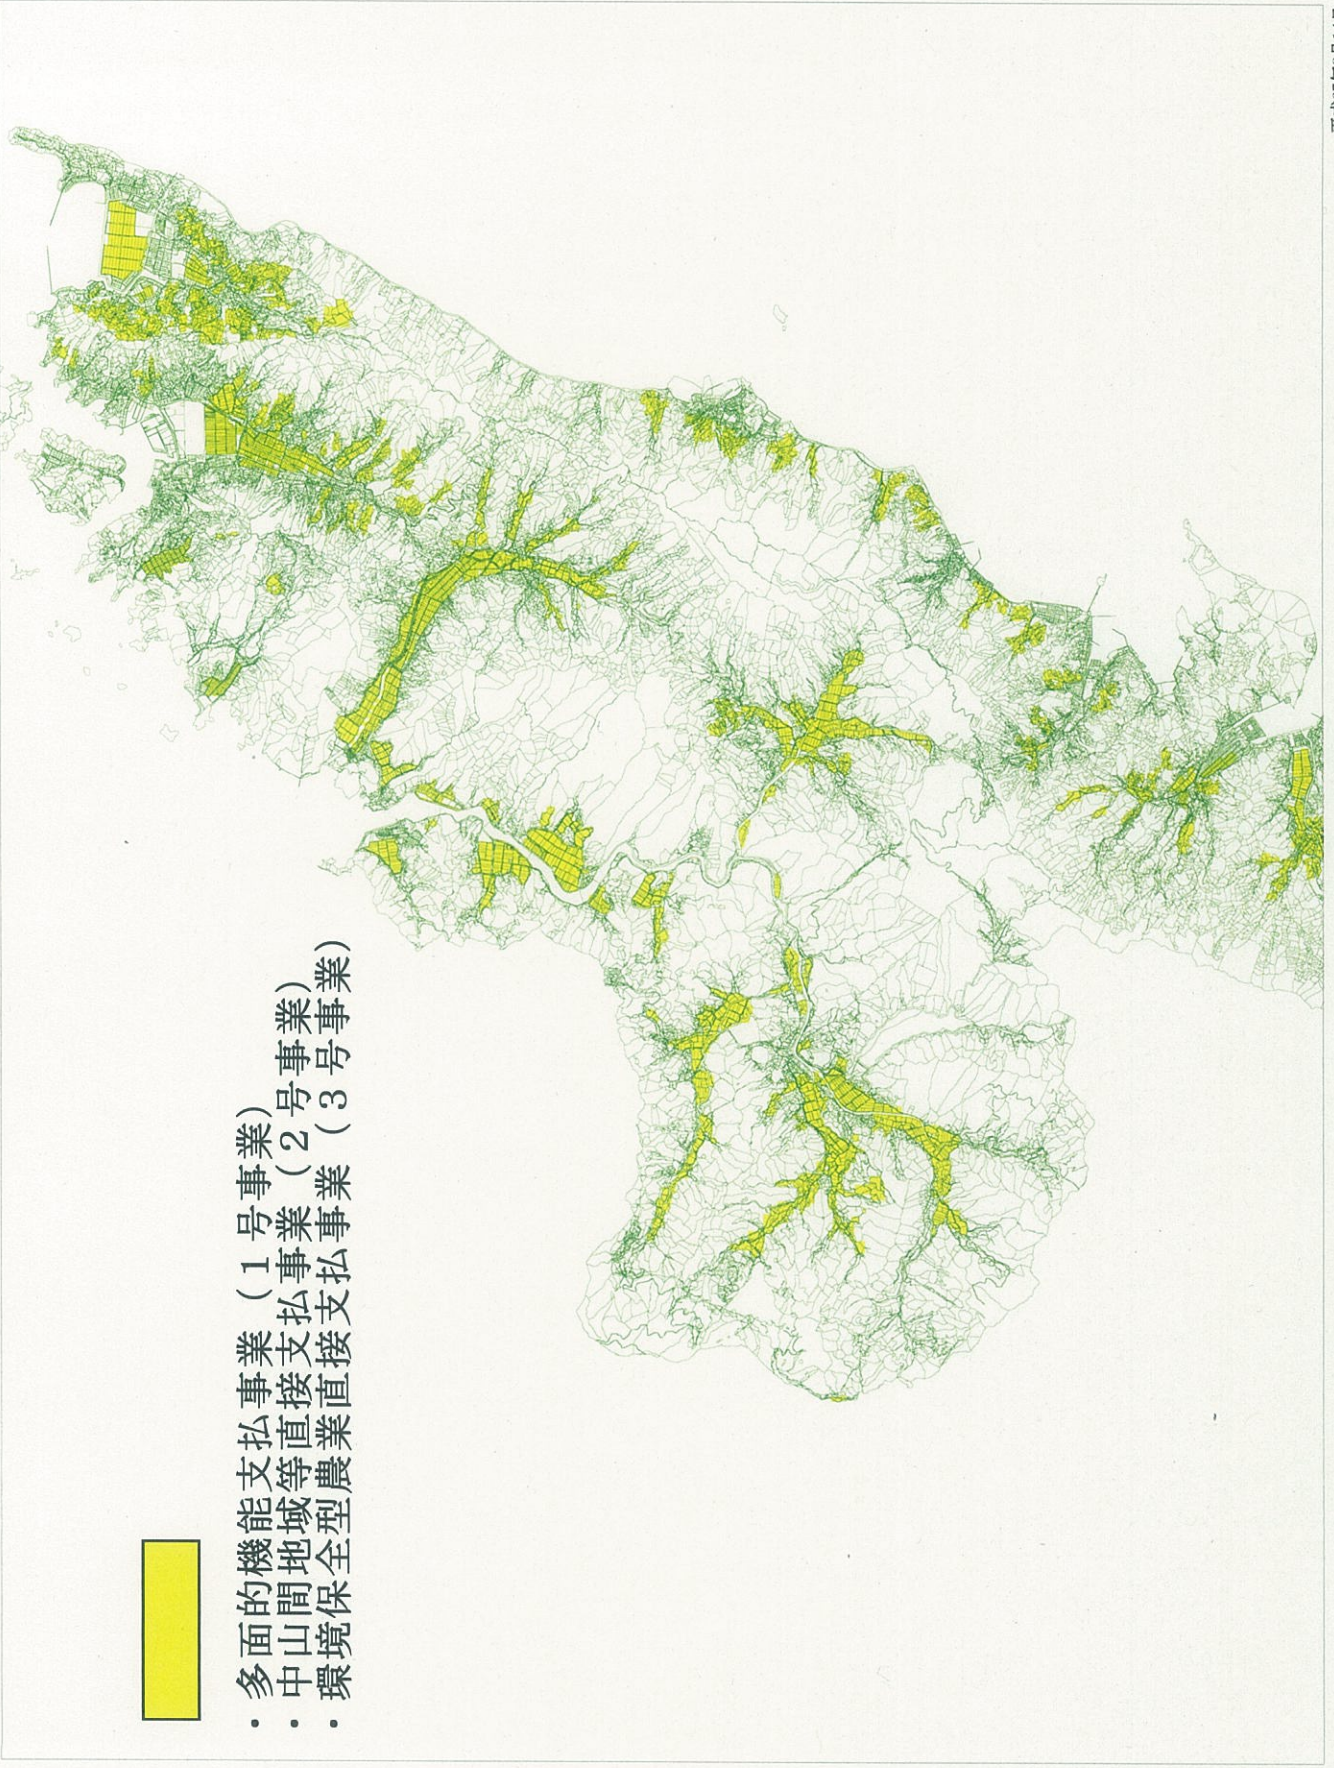 ・多面的機能支払事業（1号事業）
・中山間地域等直接支払事業（2号事業）
・環境保全型農業直接支払事業（3号事業）